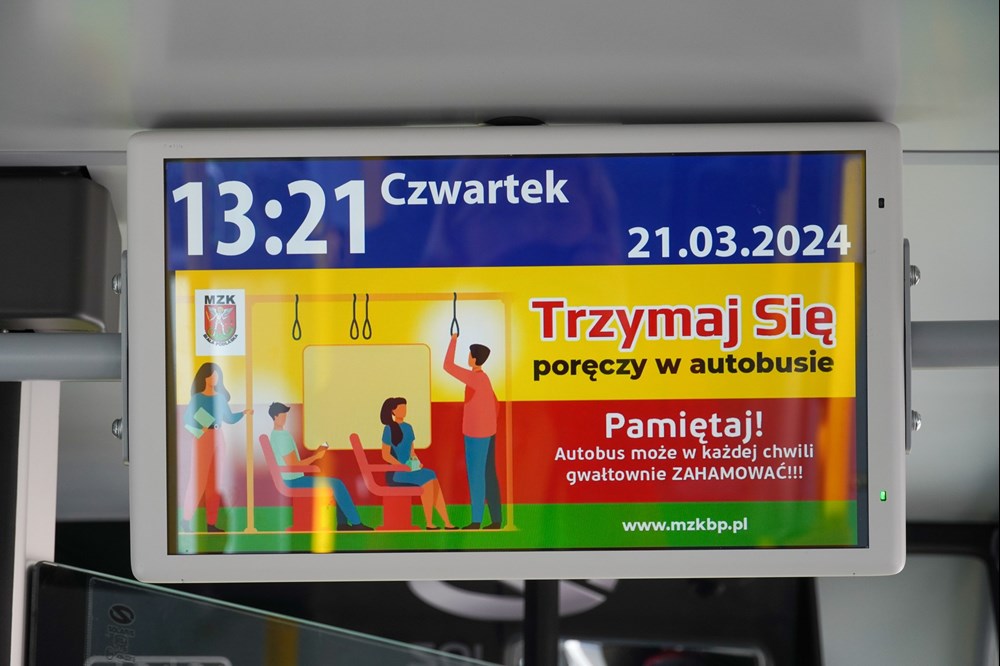 13:21
Czwartek
21.03.2024
MZK
Trzymaj Się
poręczy w autobusie
Pamiętaj!
Autobus może w każdej chwili
gwałtownie ZAHAMOWAĆ!!!
www.mzkbp.pl